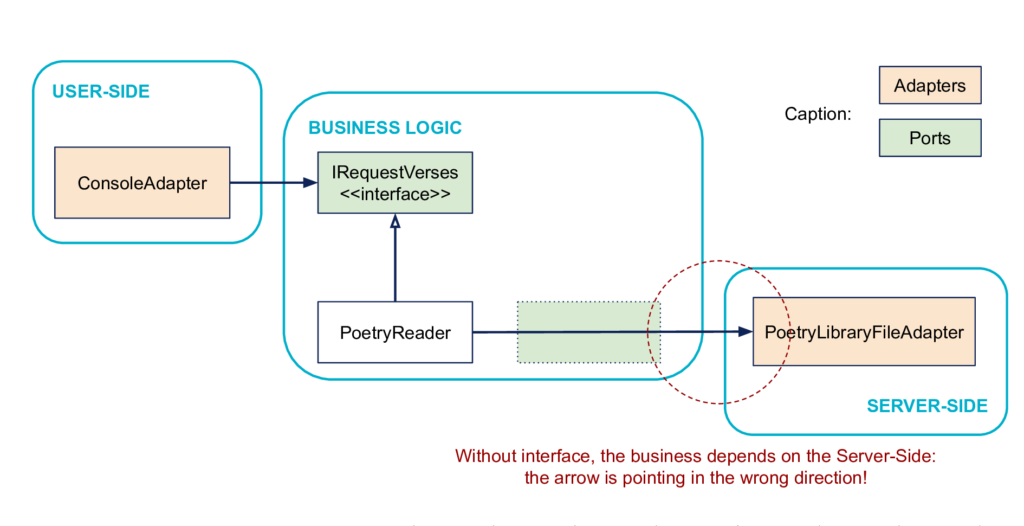 USER-SIDE
ConsoleAdapter
BUSINESS LOGIC
IRequestVerses
<<interface>>
PoetryReader
Caption:
Adapters
Ports
PoetryLibraryFileAdapter
SERVER-SIDE
Without interface, the business depends on the Server-Side:
the arrow is pointing in the wrong direction!